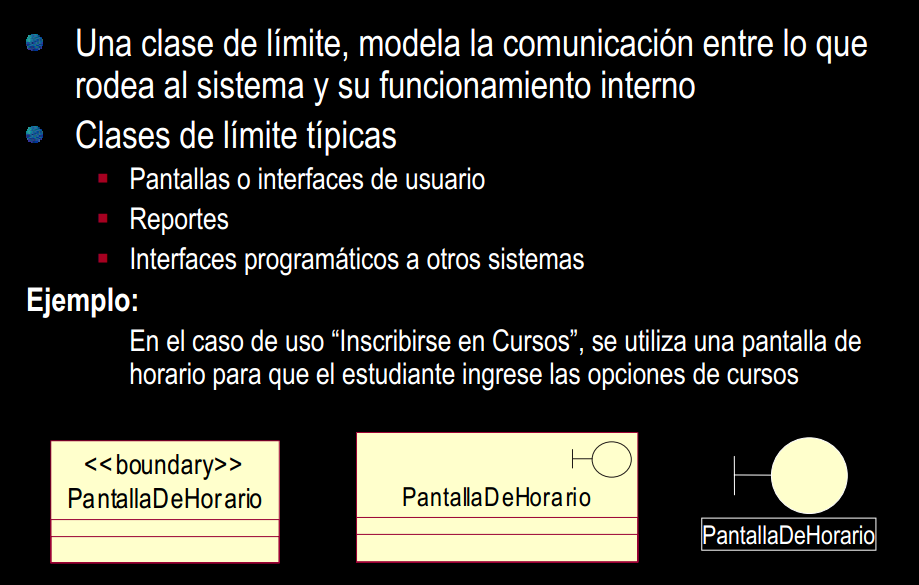 Una clase de límite, modela la comunicación entre lo que
rodea al sistema y su funcionamiento interno
Clases de límite típicas
Pantallas o interfaces de usuario
Reportes
Interfaces programáticos a otros sistemas
Ejemplo:
En el caso de uso “Inscribirse en Cursos”, se utiliza una pantalla de
horario para que el estudiante ingrese las opciones de cursos
<<boundary>>
PantallaDeHorario
PantallaDeHorario
PantallaDeHorario